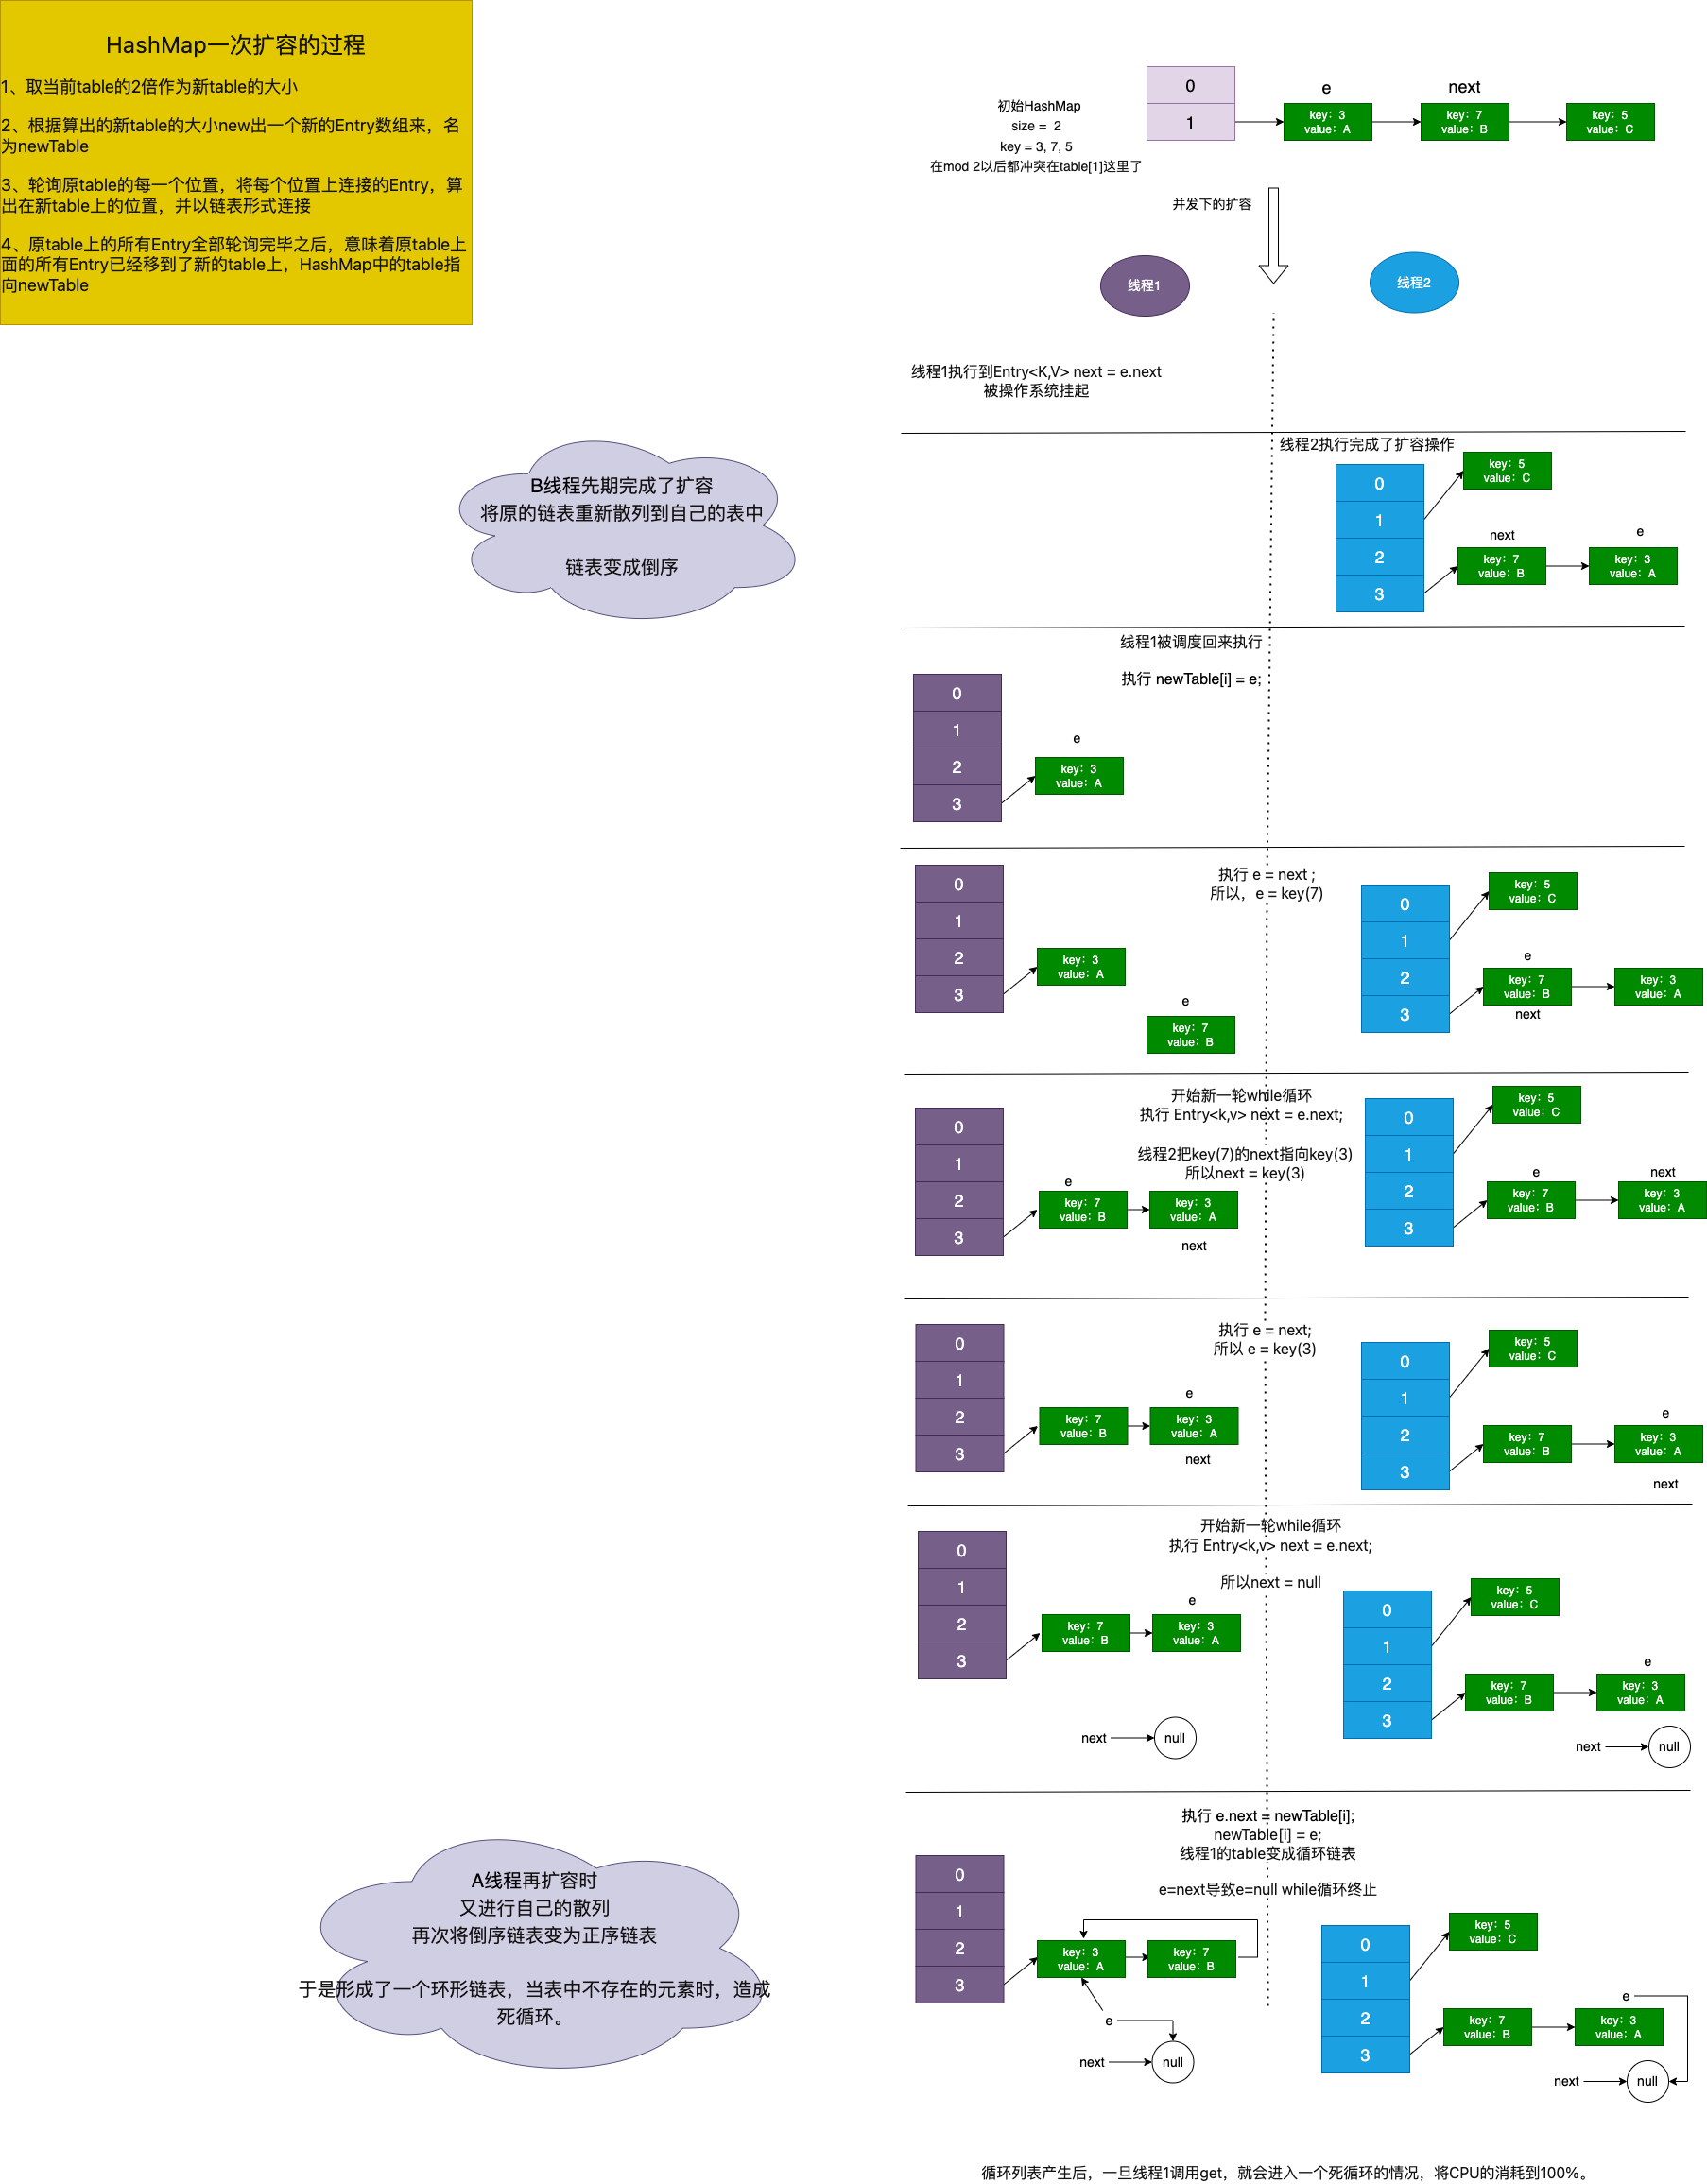 HashMap一次扩容的过程
1、取当前table的2倍作为新table的大小
2、根据算出的新table的大小new出一个新的Entry数组来，名
为newTable
3、轮询原table的每一个位置，将每个位置上连接的Entry，算
出在新table上的位置，并以链表形式连接
4、原table上的所有Entry全部轮询完毕之后，意味着原table上
面的所有Entry已经移到了新的table上，HashMap中的table指
向newTable
初始HashMap
size = 2
key = 3, 7, 5
在mod 2以后都冲突在table[1]这里了
0
1
e
next
key：3
value：A
key：7
value：B
key：5
value：C
并发下的扩容
线程1
线程2
线程1执行到Entry<K,V> next = e.next
被操作系统挂起
B线程先期完成了扩容
将原的链表重新散列到自己的表中
链表变成倒序
线程2执行完成了扩容操作
0
1
2
3
key：5
value：C
next
e
key：7
value：B
key：3
value：A
线程1被调度回来执行
执行 newTable[i] = e;
0
1
2
3
e
key：3
value：A
执行 e = next ;
所以，e = key(7)
0
1
2
3
key：3
value：A
e
key：7
value：B
0
1
2
3
key：5
value：C
e
key：7
value：B
next
key：3
value：A
开始新一轮while循环
执行 Entry<k,v> next = e.next;
线程2把key(7)的next指向key(3)
所以next = key(3)
0
1
2
3
e
key：7
value：B
key：3
value：A
next
0
1
2
3
key：5
value：C
e
next
key：7
value：B
key：3
value：A
执行 e = next;
所以 e = key(3)
0
1
2
3
e
key：7
value：B
key：3
value：A
next
0
1
2
3
key：5
value：C
e
key：7
value：B
key：3
value：A
next
开始新一轮while循环
执行 Entry<k,v> next = e.next;
所以next = null
0
1
2
3
e
key：7
value：B
key：3
value：A
next
null
0
1
2
3
key：5
value：C
e
key：7
value：B
key：3
value：A
next
null
A线程再扩容时
又进行自己的散列
再次将倒序链表变为正序链表
于是形成了一个环形链表，当表中不存在的元素时，造成
死循环。
执行 e.next = newTable[i];
newTable[i] = e;
线程1的table变成循环链表
e=next导致e=null while循环终止
0
1
2
3
key：3
value：A
key：7
value：B
e
next
null
0
1
2
3
key：5
value：C
e
key：7
value：B
key：3
value：A
next
null
循环列表产生后，一旦线程1调用get，就会进入一个死循环的情况，将CPU的消耗到100%。